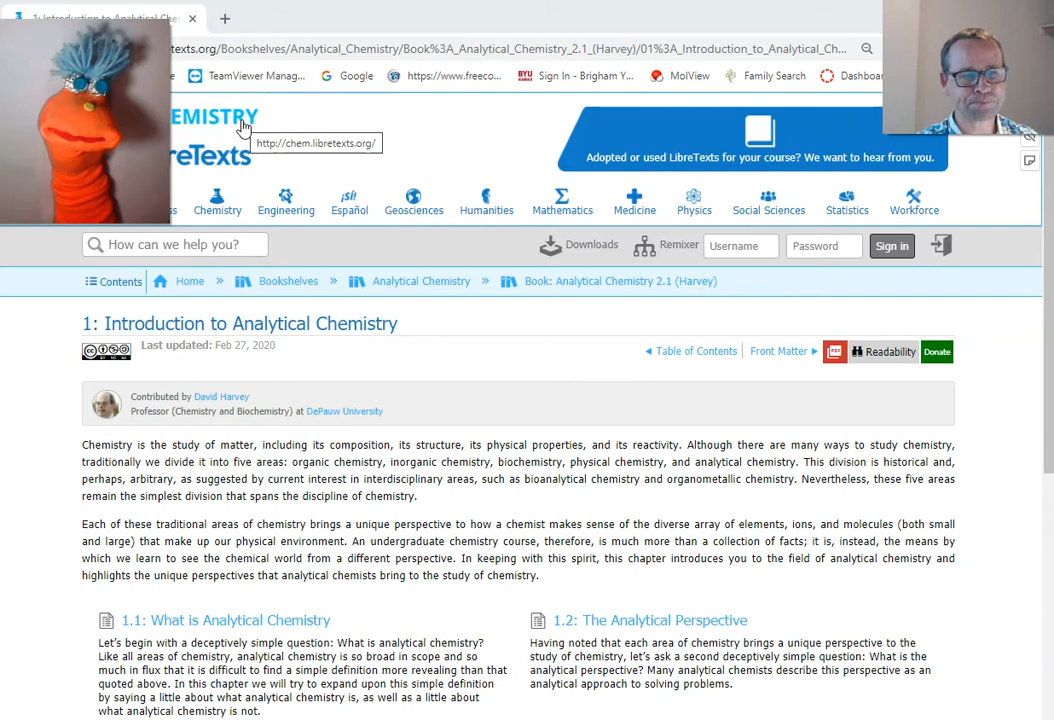 1: Introduction to Analytical Che
texts.org/Bookshelves/Analytical_Chemistry/Book%3A_Analytical_Chemistry_2.1_(Harvey)/01%3A_Introduction_to_Analytical_Ch...
TeamViewer Manag... Google https://www.freeco... BYU Sign In - Brigham Y... MolView Family Search Dashboar
EMISTRY
http://chem.libretexts.org/
reTexts
Adopted or used LibreTexts for your course? We want to hear from you.
ss Chemistry Engineering ¡Sí! Español Geosciences Humanities Mathematics Medicine Physics Social Sciences Statistics Workforce
How can we help you? Downloads Remixer Username Password Sign in
Contents Home » Bookshelves » Analytical Chemistry » Book: Analytical Chemistry 2.1 (Harvey)
1: Introduction to Analytical Chemistry
Last updated: Feb 27, 2020
◄ Table of Contents Front Matter ► PDF Readability Donate
Contributed by David Harvey
Professor (Chemistry and Biochemistry) at DePauw University
Chemistry is the study of matter, including its composition, its structure, its physical properties, and its reactivity. Although there are many ways to study chemistry,
traditionally we divide it into five areas: organic chemistry, inorganic chemistry, biochemistry, physical chemistry, and analytical chemistry. This division is historical and,
perhaps, arbitrary, as suggested by current interest in interdisciplinary areas, such as bioanalytical chemistry and organometallic chemistry. Nevertheless, these five areas
remain the simplest division that spans the discipline of chemistry.
Each of these traditional areas of chemistry brings a unique perspective to how a chemist makes sense of the diverse array of elements, ions, and molecules (both small
and large) that make up our physical environment. An undergraduate chemistry course, therefore, is much more than a collection of facts; it is, instead, the means by
which we learn to see the chemical world from a different perspective. In keeping with this spirit, this chapter introduces you to the field of analytical chemistry and
highlights the unique perspectives that analytical chemists bring to the study of chemistry.
1.1: What is Analytical Chemistry
Let's begin with a deceptively simple question: What is analytical chemistry?
Like all areas of chemistry, analytical chemistry is so broad in scope and so
much in flux that it is difficult to find a simple definition more revealing than that
quoted above. In this chapter we will try to expand upon this simple definition
by saying a little about what analytical chemistry is, as well as a little about
what analytical chemistry is not.
1.2: The Analytical Perspective
Having noted that each area of chemistry brings a unique perspective to the
study of chemistry, let's ask a second deceptively simple question: What is the
analytical perspective? Many analytical chemists describe this perspective as an
analytical approach to solving problems.